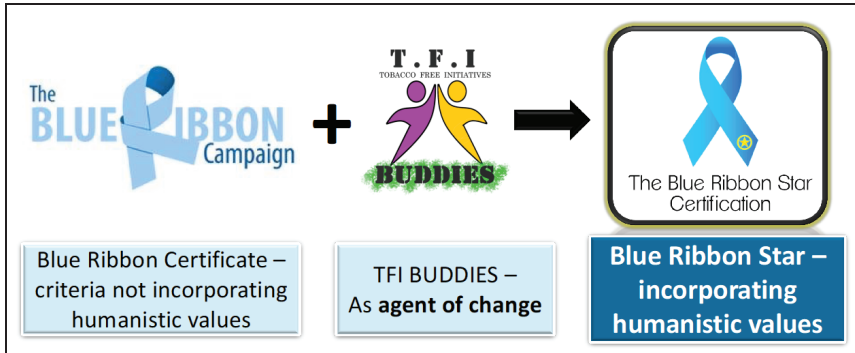 The
BLUE RIBBON
Campaign
+
T.F.I
TOBACCO FREE INITIATIVES
BUDDIES
The Blue Ribbon Star
Certification
Blue Ribbon Certificate –
criteria not incorporating
humanistic values
TFI BUDDIES –
As agent of change
Blue Ribbon Star –
incorporating
humanistic values